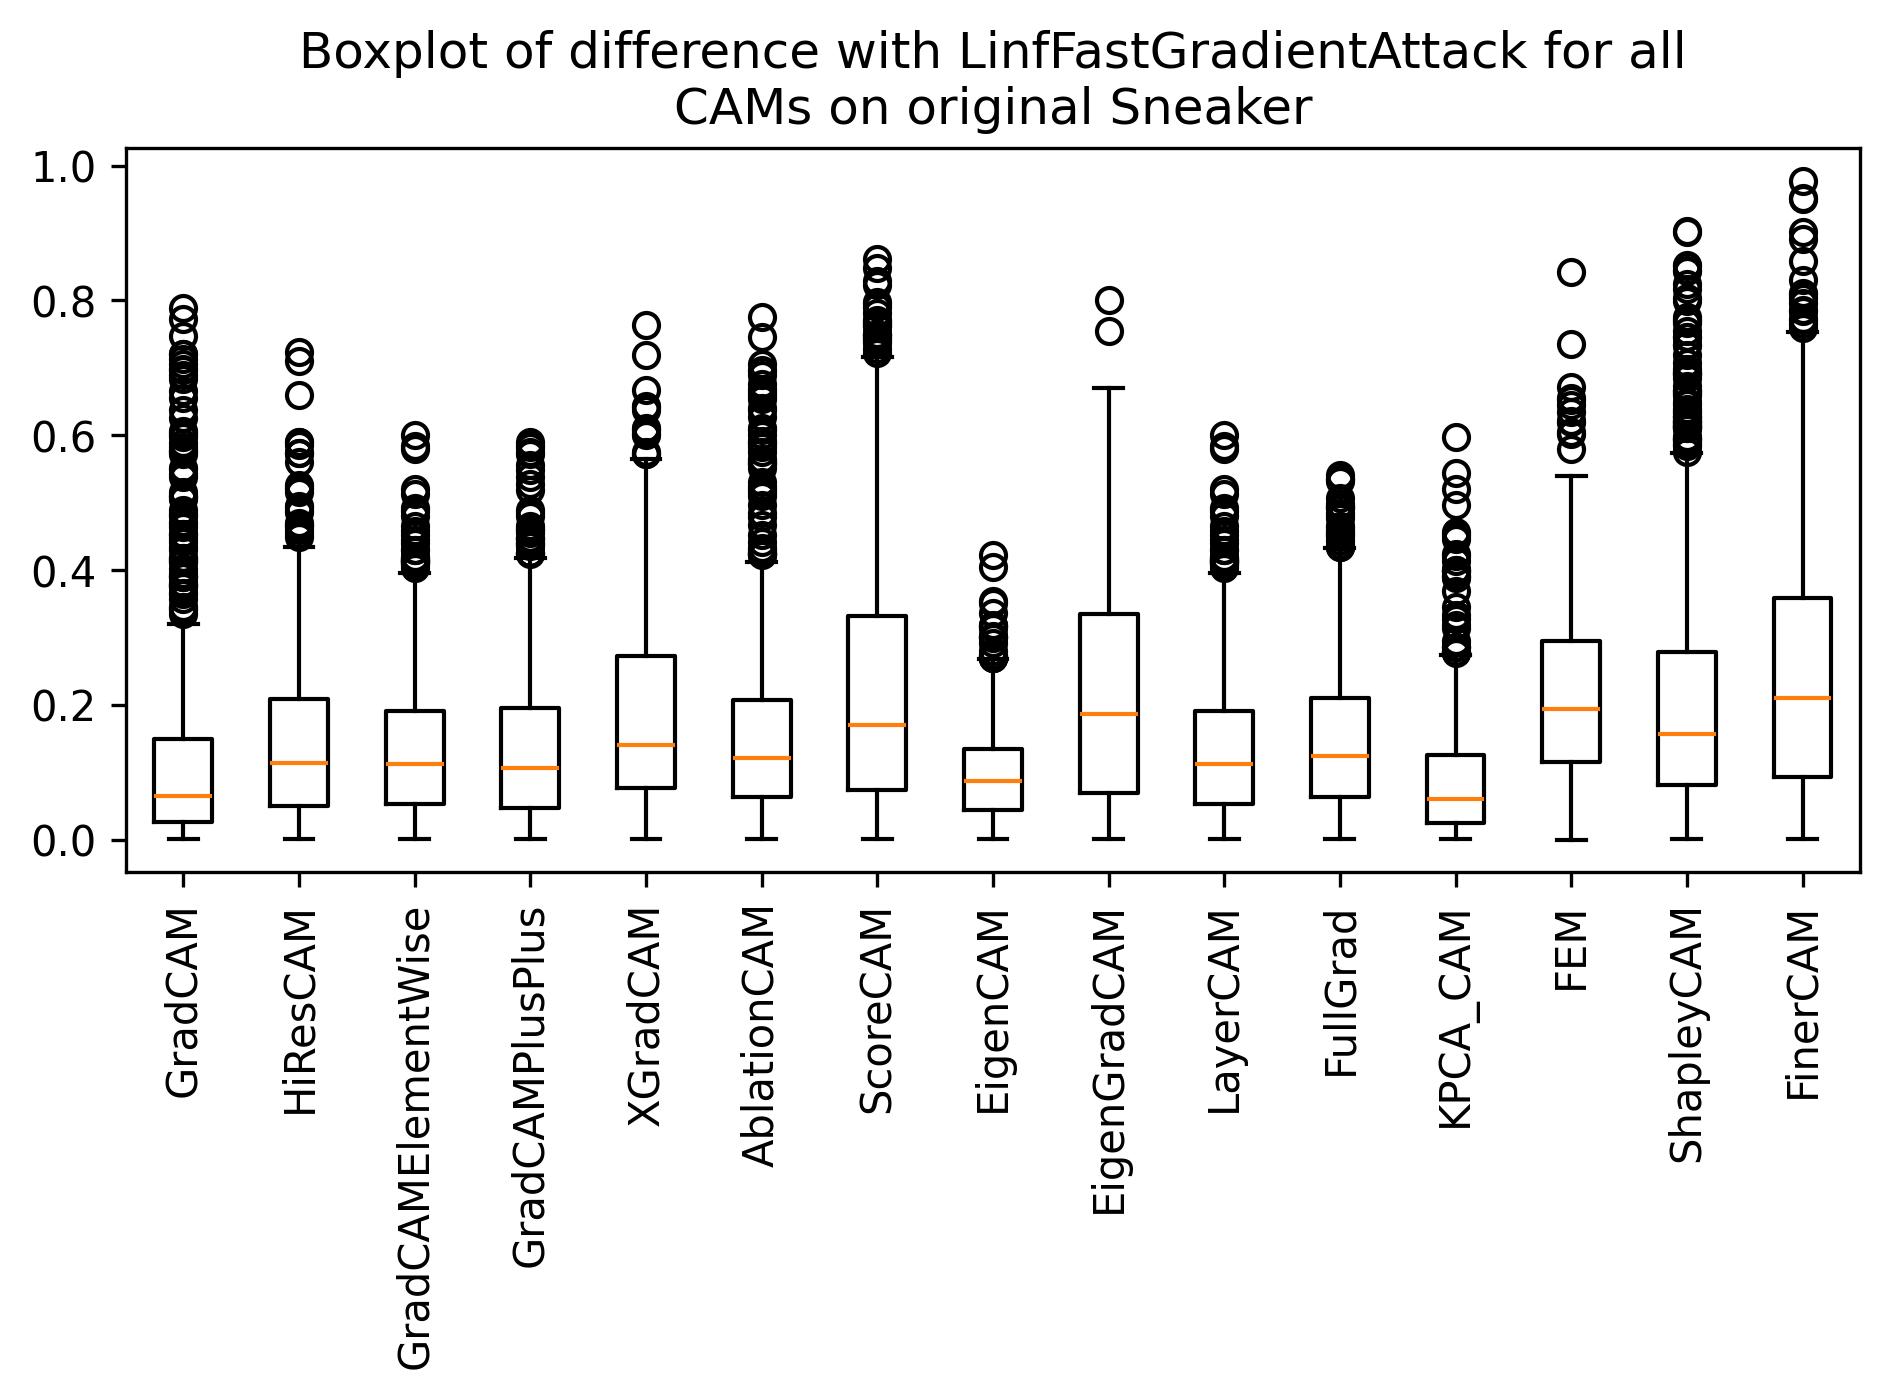 Boxplot of difference with LinfFastGradientAttack for all
CAMs on original Sneaker
1.0
0.8
0.6
0.4
0.2
0.0
GradCAM
HiResCAM
GradCAMElementWise
GradCAMPlusPlus
XGradCAM
AblationCAM
ScoreCAM
EigenCAM
EigenGradCAM
LayerCAM
FullGrad
KPCA_CAM
FEM
ShapleyCAM
FinerCAM